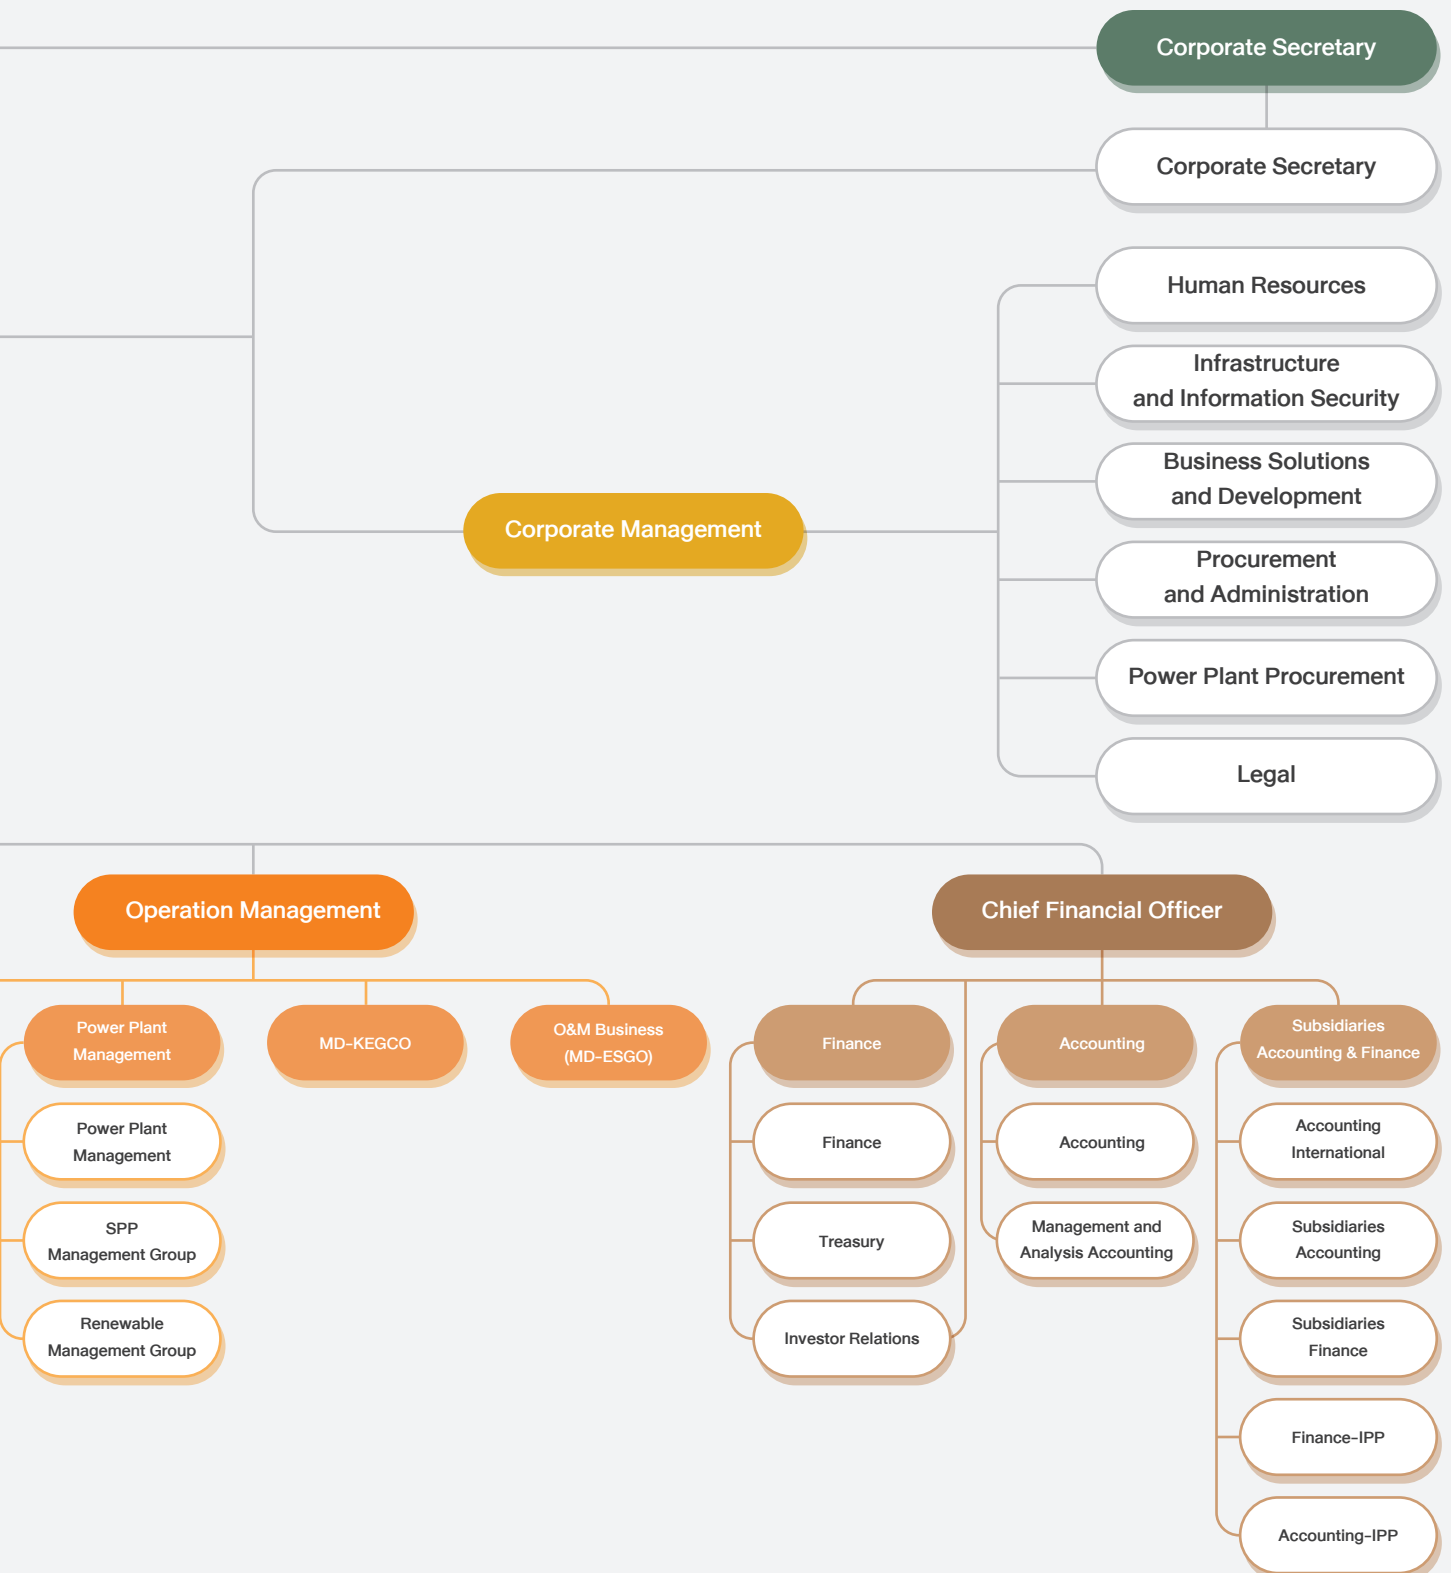 Corporate Secretary
Corporate Secretary
Human Resources
Infrastructure
and Information Security
Business Solutions
and Development
Corporate Management
Procurement
and Administration
Power Plant Procurement
Legal
Operation Management
Chief Financial Officer
Power Plant
Management
MD-KEGCO
O&M Business
(MD-ESGO)
Finance
Accounting
Subsidiaries
Accounting & Finance
Power Plant
Management
SPP
Management Group
Renewable
Management Group
Finance
Treasury
Investor Relations
Accounting
Management and
Analysis Accounting
Accounting
International
Subsidiaries
Accounting
Subsidiaries
Finance
Finance-IPP
Accounting-IPP